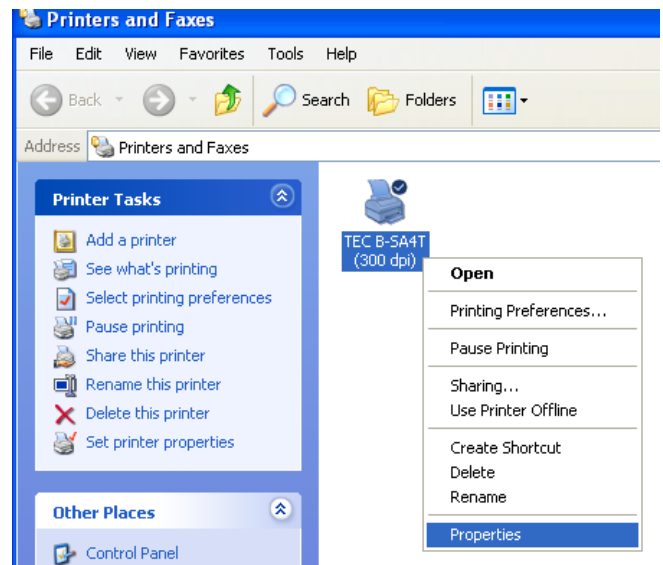 Printers and Faxes
File Edit View Favorites Tools Help
Back Search Folders
Address Printers and Faxes
Printer Tasks
Add a printer
See what's printing
Select printing preferences
Pause printing
Share this printer
Rename this printer
Delete this printer
Set printer properties
Other Places
Control Panel
TEC B-SA4T
(300 dpi)
Open
Printing Preferences...
Pause Printing
Sharing...
Use Printer Offline
Create Shortcut
Delete
Rename
Properties